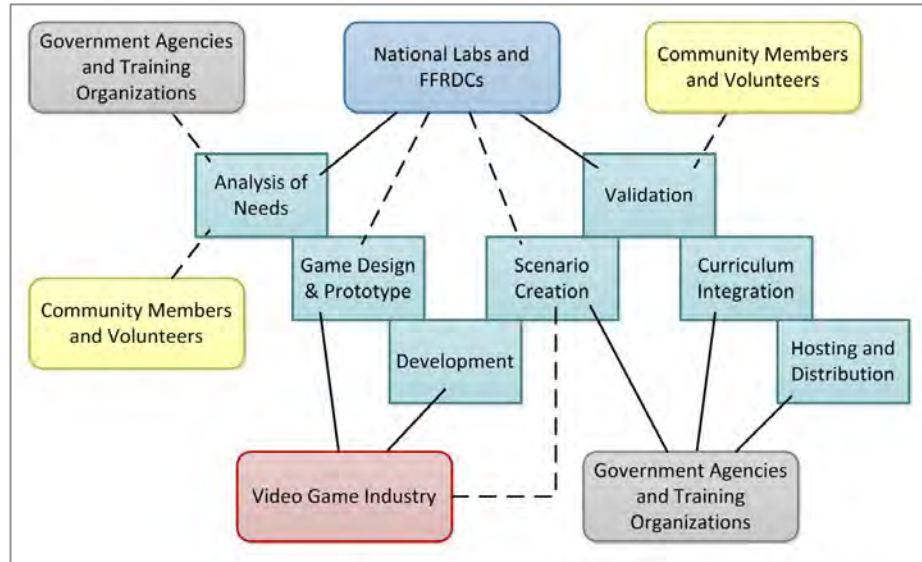 Government Agencies
and Training
Organizations
National Labs and
FFRDCs
Community Members
and Volunteers
Analysis of
Needs
Validation
Game Design
& Prototype
Scenario
Creation
Curriculum
Integration
Community Members
and Volunteers
Development
Hosting and
Distribution
Video Game Industry
Government Agencies
and Training
Organizations